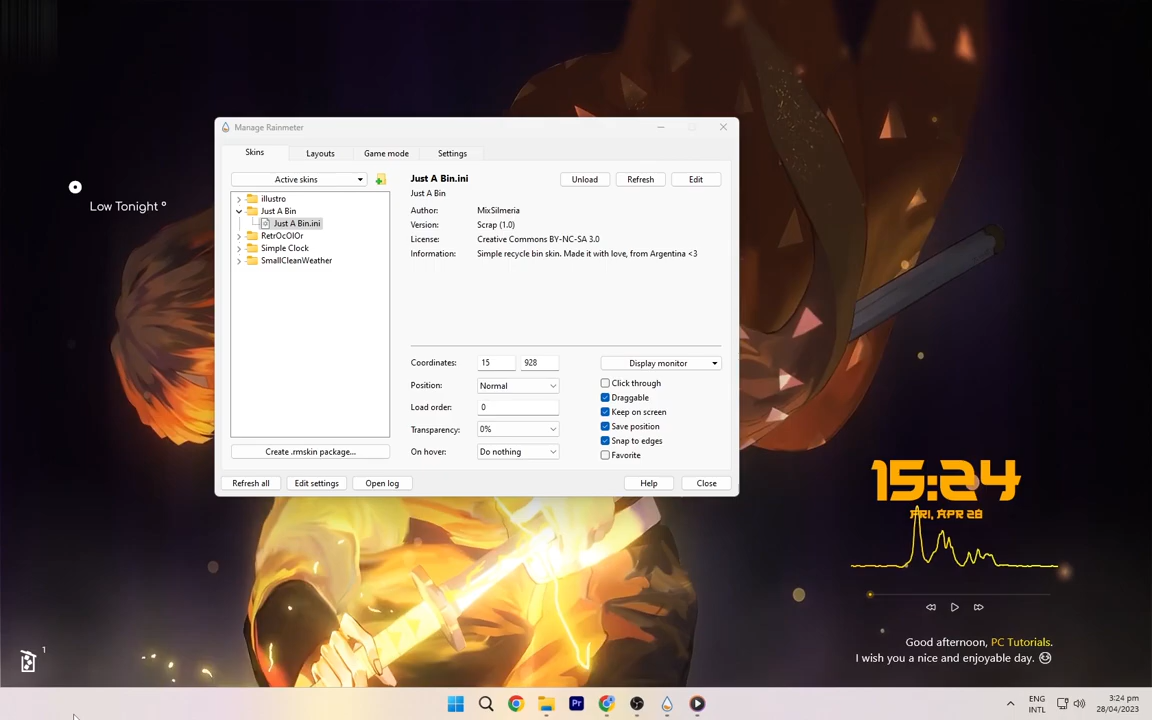 Manage Rainmeter
Skins
Layouts
Game mode
Settings
Active skins
illustro
Just A Bin
Just A Bin.ini
RetrOcOlOr
Simple Clock
SmallCleanWeather
Create .rmskin package...
Just A Bin.ini
Unload
Refresh
Edit
Just A Bin
Author: MixSilmeria
Version: Scrap (1.0)
License: Creative Commons BY-NC-SA 3.0
Information: Simple recycle bin skin. Made it with love, from Argentina <3
Coordinates: 15 928
Display monitor
Position: Normal
Click through
Draggable
Load order: 0
Keep on screen
Save position
Transparency: 0%
Snap to edges
On hover: Do nothing
Favorite
Refresh all
Edit settings
Open log
Help
Close
Low Tonight °
15:24
FRI, APR 28
Good afternoon, PC Tutorials.
I wish you a nice and enjoyable day.
1
Pr
ENG
INTL
3:24 pm
28/04/2023